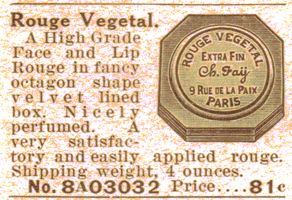 Rouge Vegetal.
A High Grade
Face and Lip
Rouge in fancy
octagon shape
velvet lined
box. Nicely
perfumed. A
very satisfac-
tory and easily applied rouge.
Shipping weight, 4 ounces.
No. 8A03032 Price....81c
ROUGE VEGETAL
EXTRA FIN
Ch. Faÿ
9 RUE DE LA PAIX
PARIS